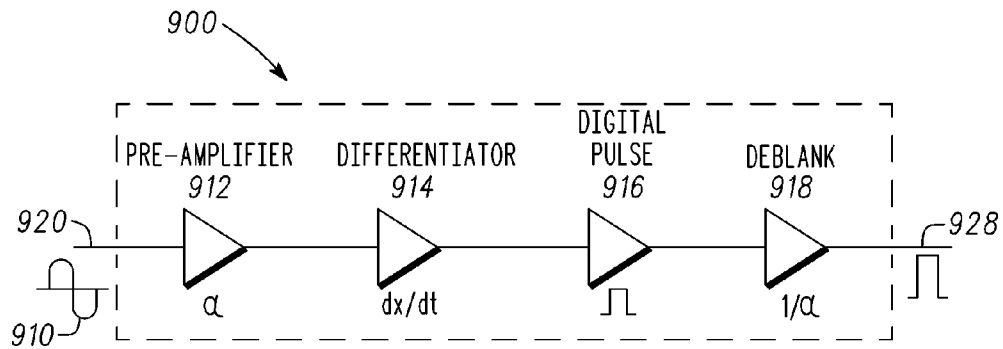 900
PRE-AMPLIFIER
912
DIFFERENTIATOR
914
DIGITAL
PULSE
916
DEBLANK
918
920
928
910
α
dx/dt
1/α